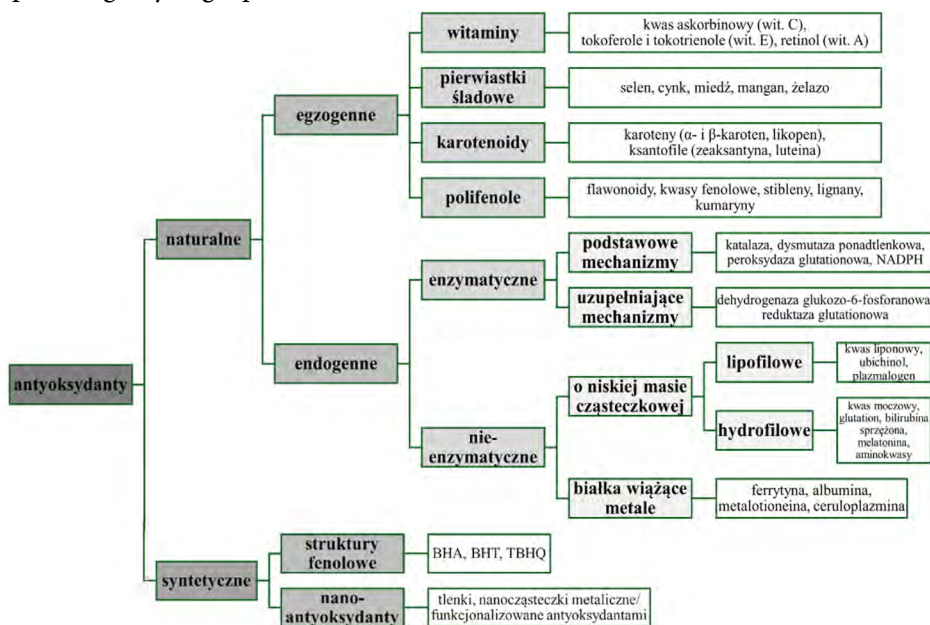 witaminy
kwas askorbinowy (wit. C),
tokoferole i tokotrienole (wit. E), retinol (wit. A)
pierwiastki
śladowe
selen, cynk, miedź, mangan, żelazo
egzogenne
karotenoidy
karoteny (α- i β-karoten, likopen),
ksantofile (zeaksantyna, luteina)
polifenole
flawonoidy, kwasy fenolowe, stibleny, lignany,
kumaryny
naturalne
enzymatyczne
podstawowe
mechanizmy
katalaza, dysmutaza ponadtlenkowa,
peroksydaza glutationowa, NADPH
uzupełniające
mechanizmy
dehydrogenaza glukozo-6-fosforanowa
reduktaza glutationowa
endogenne
antyoksydanty
nie-
enzymatyczne
o niskiej masie
cząsteczkowej
lipofilowe
kwas liponowy,
ubichinol,
plazmalogen
hydrofilowe
kwas moczowy,
glutation, bilirubina
sprzężona,
melatonina,
aminokwasy
białka wiążące
metale
ferrytyna, albumina,
metalotioneina, ceruloplazmina
syntetyczne
struktury
fenolowe
BHA, BHT, TBHQ
nano-
antyoksydanty
tlenki, nanocząsteczki metaliczne/
funkcjonalizowane antyoksydantami